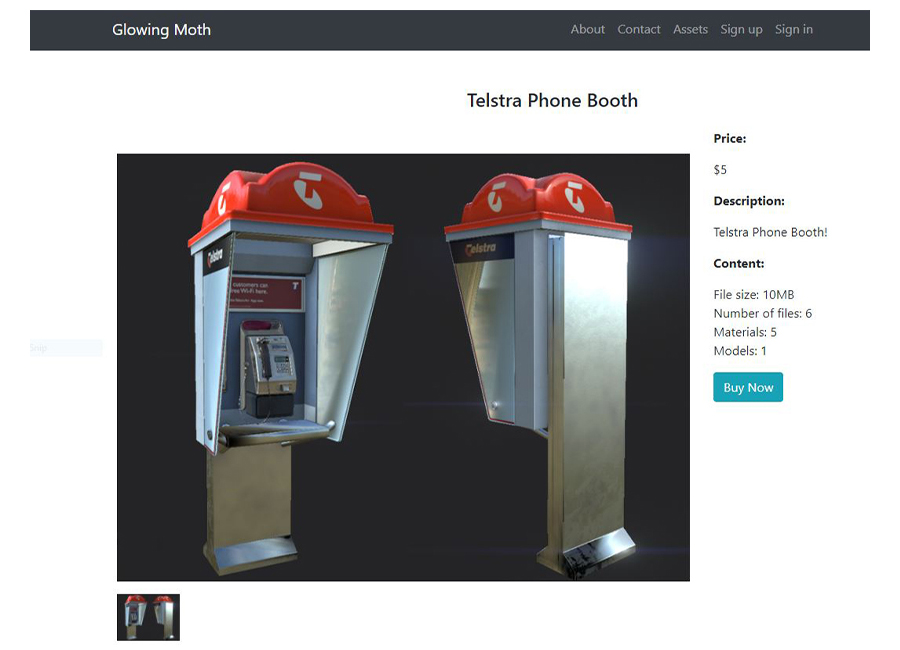 Glowing Moth
About Contact Assets Sign up Sign in
Telstra Phone Booth
Price:
$5
Description:
Telstra Phone Booth!
Content:
File size: 10MB
Number of files: 6
Materials: 5
Models: 1
Buy Now
Telstra
Telstra
customers can
Wi-Fi here.
T
Snip